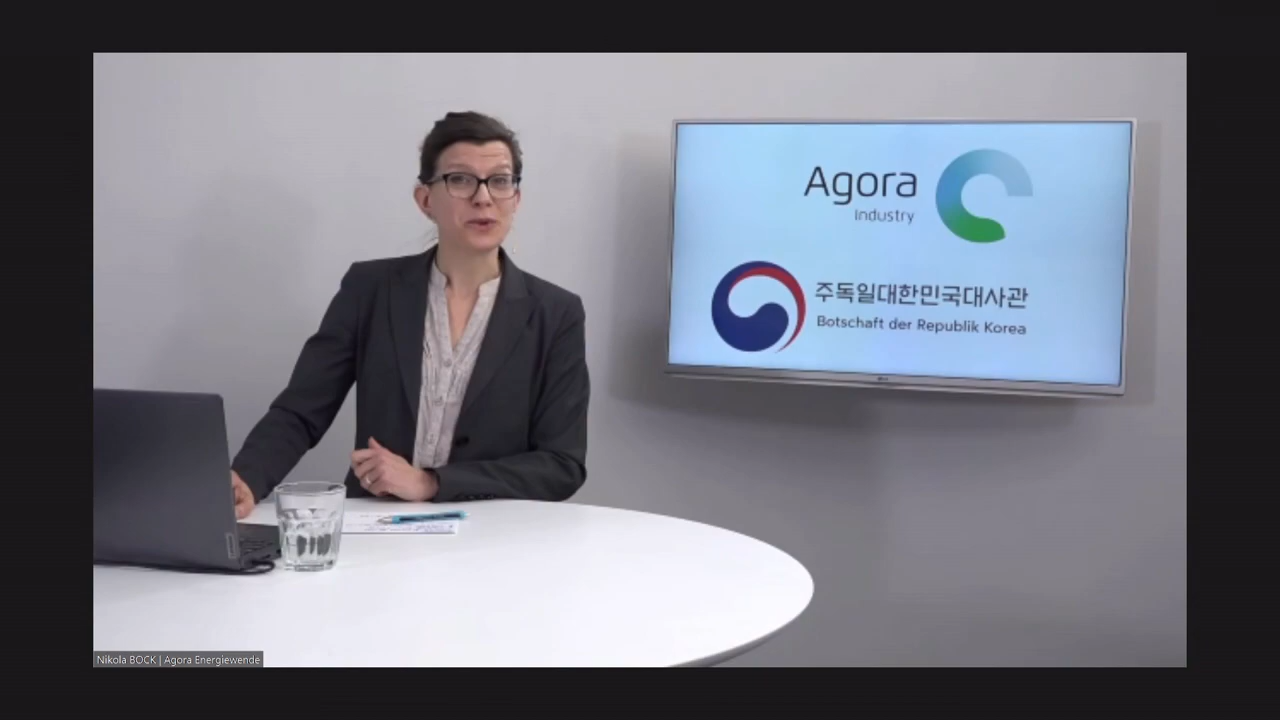 Agora
Industry
주독일대한민국대사관
Botschaft der Republik Korea
Nikola BOCK | Agora Energiewende